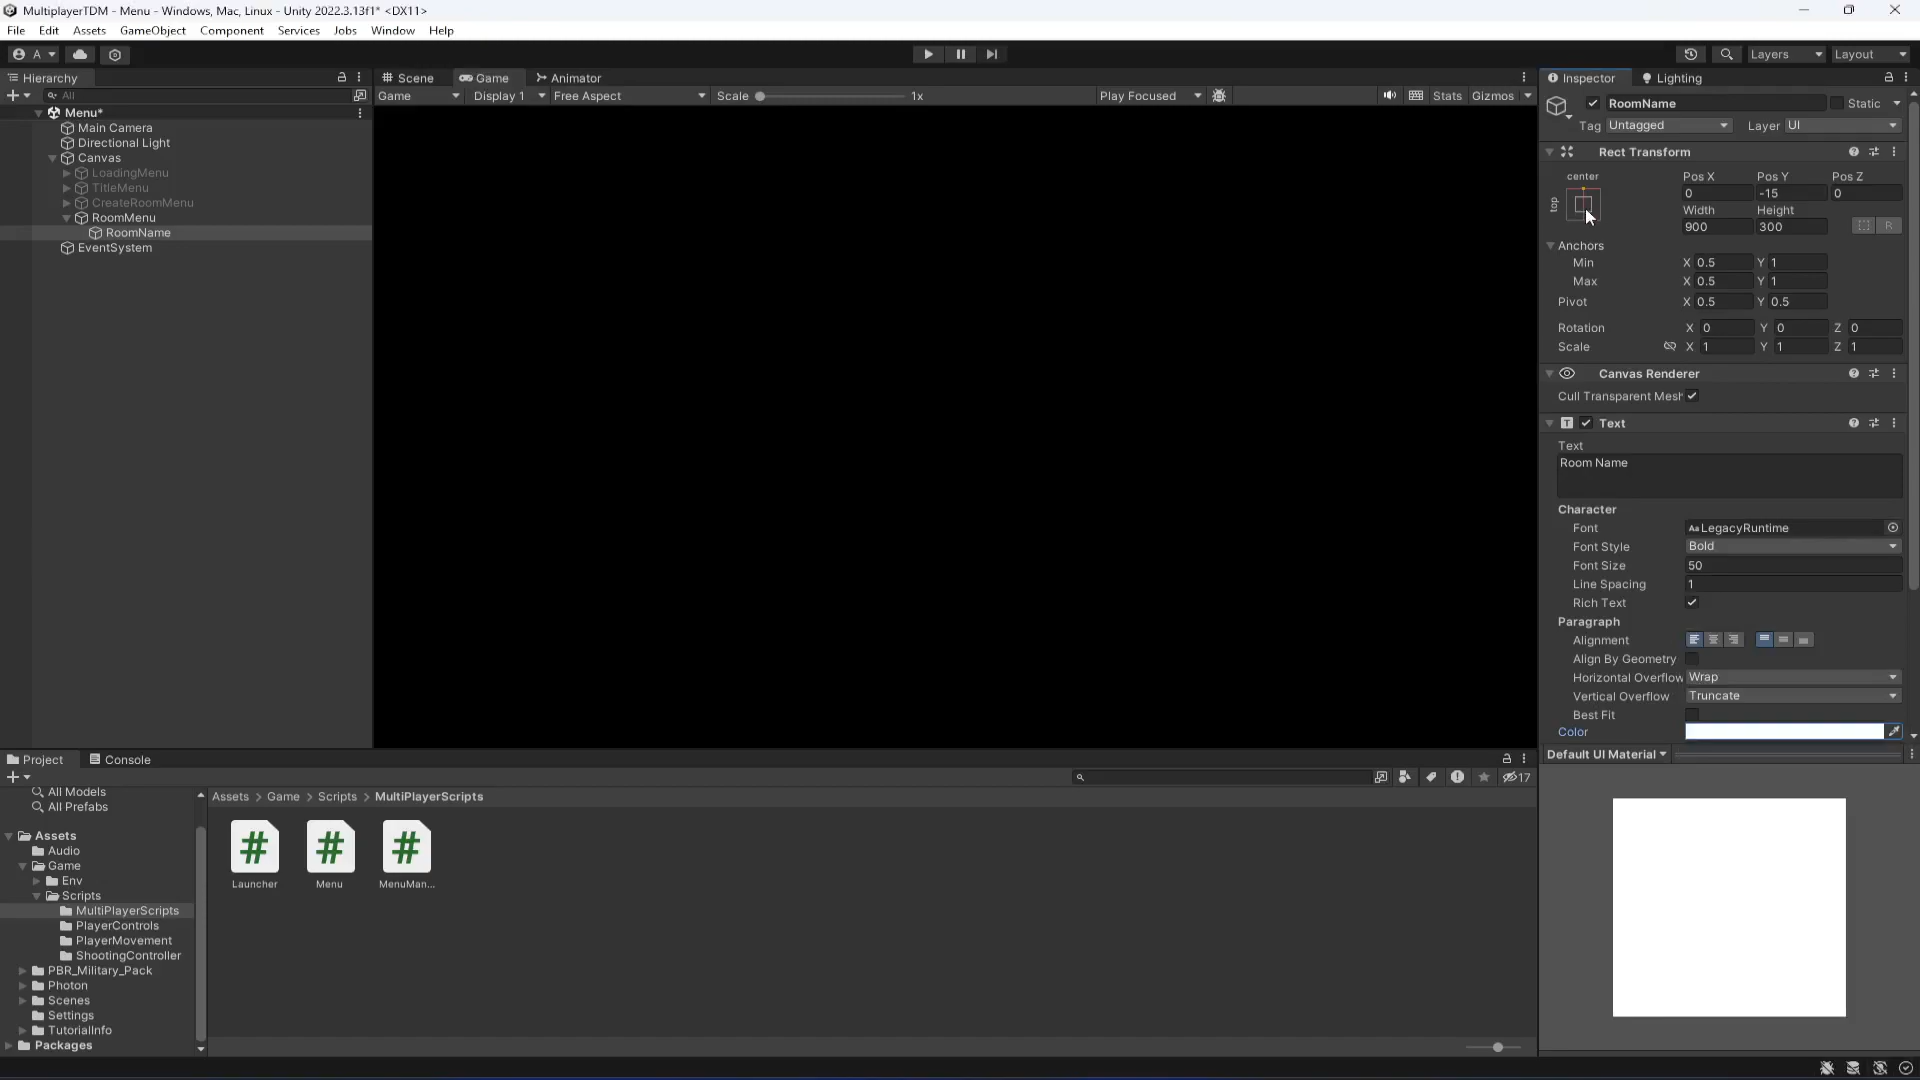 MultiplayerTDM - Menu - Windows, Mac, Linux - Unity 2022.3.13f1* <DX11>
File Edit Assets GameObject Component Services Jobs Window Help
A Layers Layout
Hierarchy Scene Game Animator Inspector Lighting
All Game Display 1 Free Aspect Scale 1x Play Focused Stats Gizmos
Menu*
Main Camera
Directional Light
Canvas
LoadingMenu
TitleMenu
CreateRoomMenu
RoomMenu
RoomName
EventSystem
RoomName Static
Tag Untagged Layer UI
Rect Transform
center Pos X Pos Y Pos Z
top 0 -15 0
Width Height
900 300 R
Anchors
Min X 0.5 Y 1
Max X 0.5 Y 1
Pivot X 0.5 Y 0.5
Rotation X 0 Y 0 Z 0
Scale X 1 Y 1 Z 1
Canvas Renderer
Cull Transparent Mesh
Text
Text
Room Name
Character
Font Aa LegacyRuntime
Font Style Bold
Font Size 50
Line Spacing 1
Rich Text
Paragraph
Alignment
Align By Geometry
Horizontal Overflow Wrap
Vertical Overflow Truncate
Best Fit
Color
Default UI Material
Project Console
17
All Models
All Prefabs
Assets
Audio
Game
Env
Scripts
MultiPlayerScripts
PlayerControls
PlayerMovement
ShootingController
PBR_Military_Pack
Photon
Scenes
Settings
TutorialInfo
Packages
Assets > Game > Scripts > MultiPlayerScripts
# # #
Launcher Menu MenuMan...